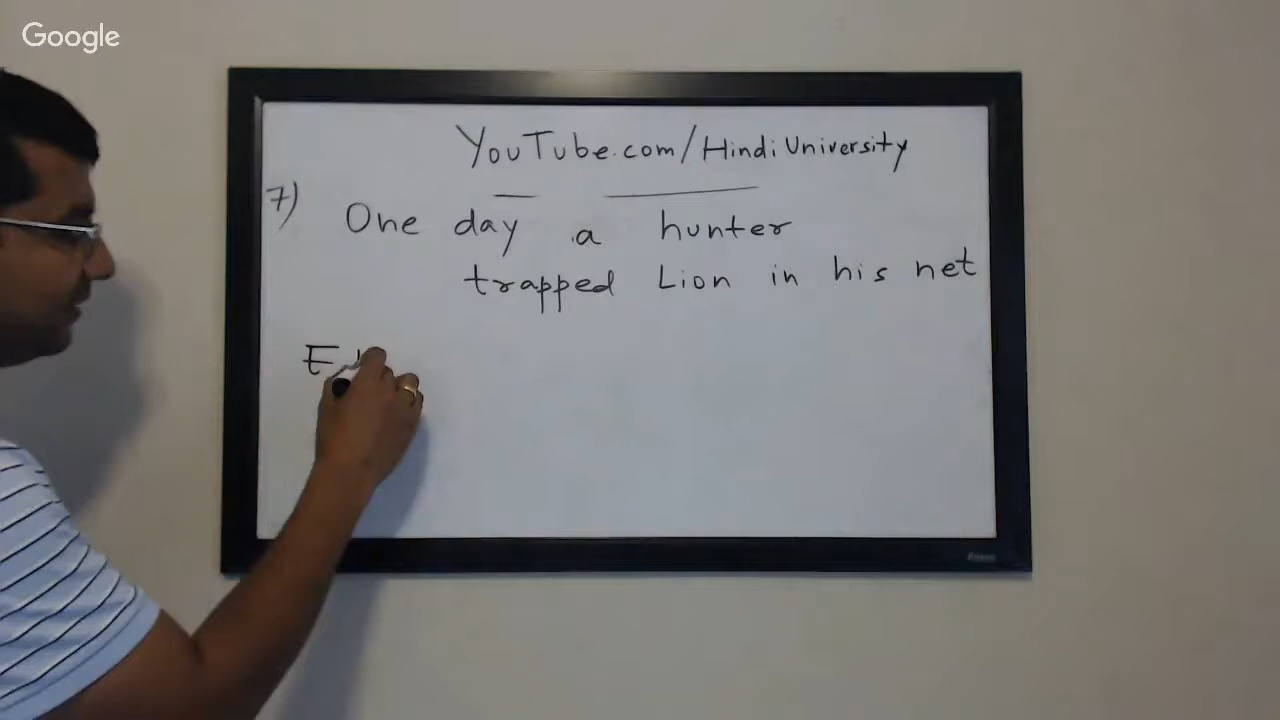 Google
YouTube.com/HindiUniversity
7) One day a hunter
trapped Lion in his net